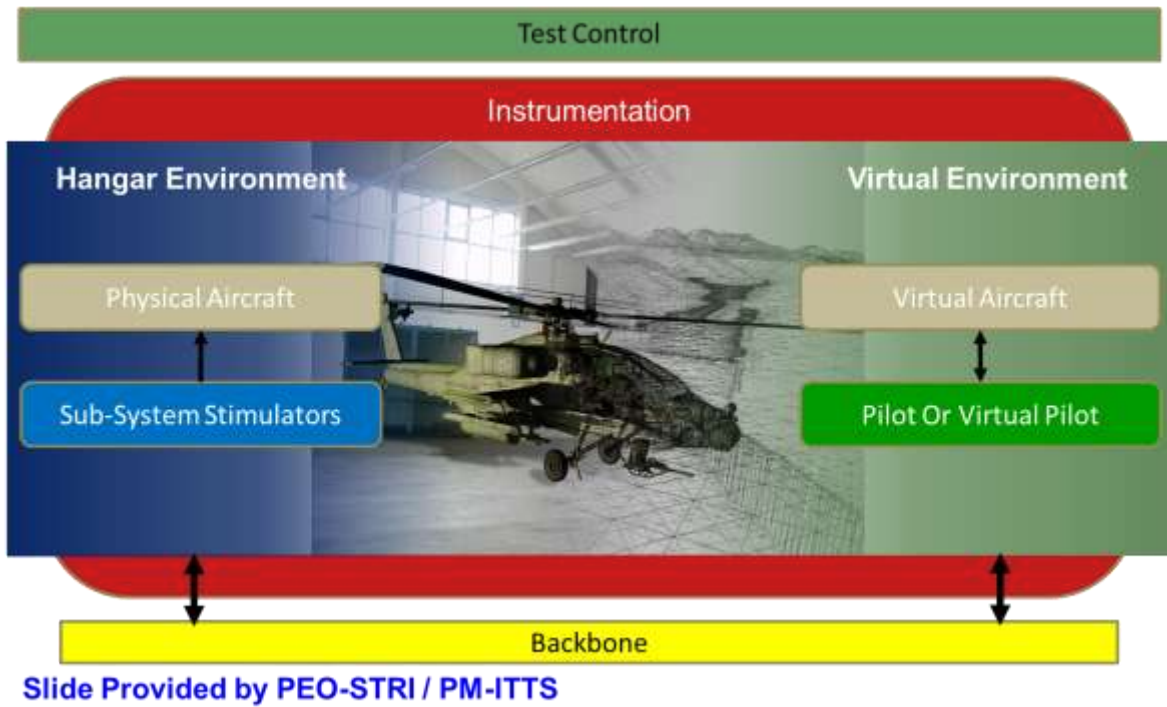 Test Control
Instrumentation
Hangar Environment
Virtual Environment
Physical Aircraft
Virtual Aircraft
Sub-System Stimulators
Pilot Or Virtual Pilot
Backbone
Slide Provided by PEO-STRI / PM-ITTS